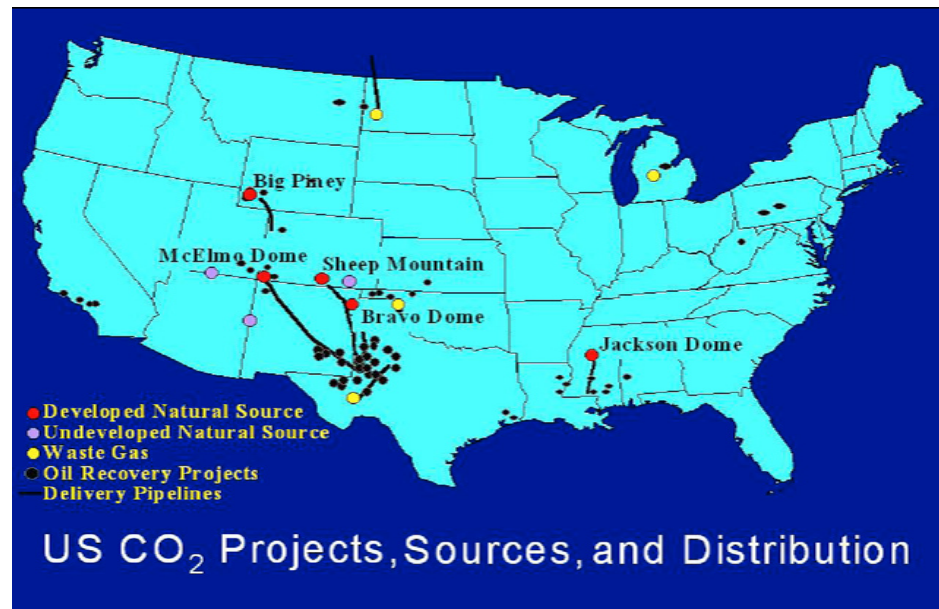 Big Piney
McElmo Dome
Sheep Mountain
Bravo Dome
Jackson Dome
Developed Natural Source
Undeveloped Natural Source
Waste Gas
Oil Recovery Projects
Delivery Pipelines
US CO₂ Projects,Sources, and Distribution